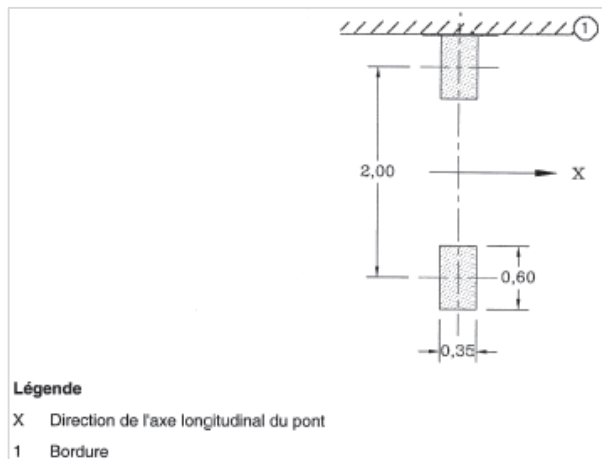 1
2,00
X
0,60
0,35
Légende
X Direction de l'axe longitudinal du pont
1 Bordure